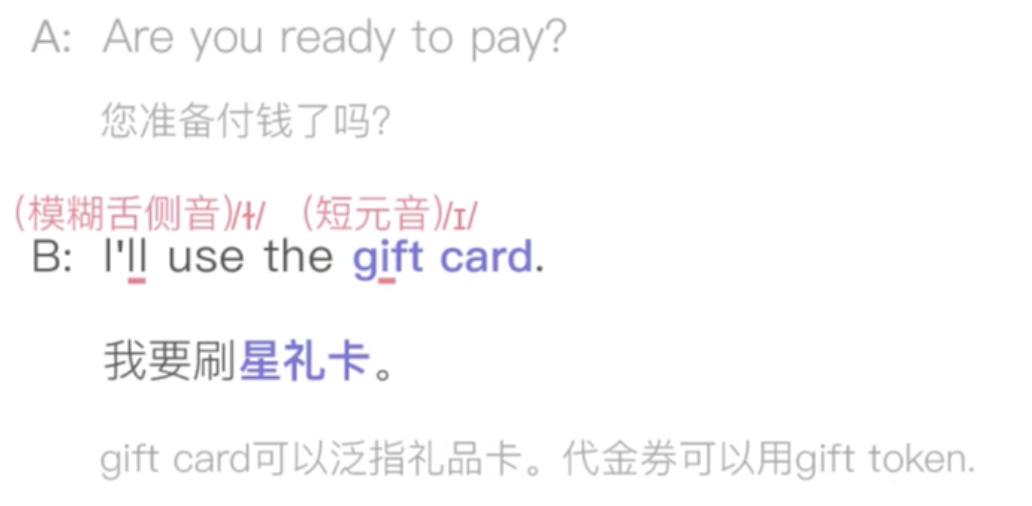 A: Are you ready to pay?
您准备付钱了吗?
(模糊舌侧音)/ɫ/ (短元音)/ɪ/
B: I'll use the gift card.
我要刷星礼卡。
gift card可以泛指礼品卡。代金券可以用gift token.